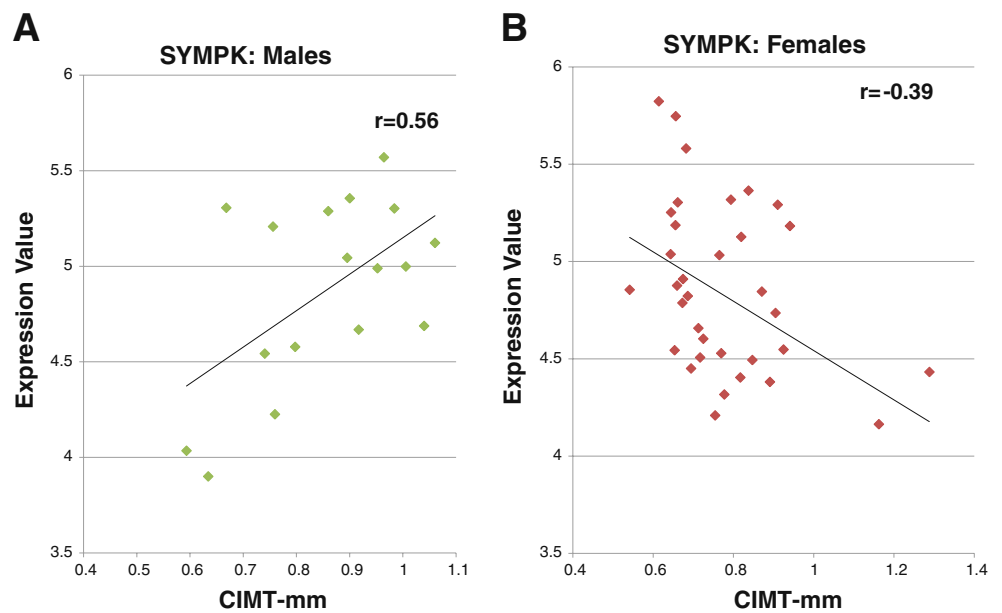 A
SYMPK: Males
r=0.56
Expression Value
6
5.5
5
4.5
4
3.5
0.4 0.5 0.6 0.7 0.8 0.9 1 1.1
CIMT-mm
B
SYMPK: Females
r=-0.39
Expression Value
6
5.5
5
4.5
4
3.5
0.4 0.6 0.8 1 1.2 1.4
CIMT-mm